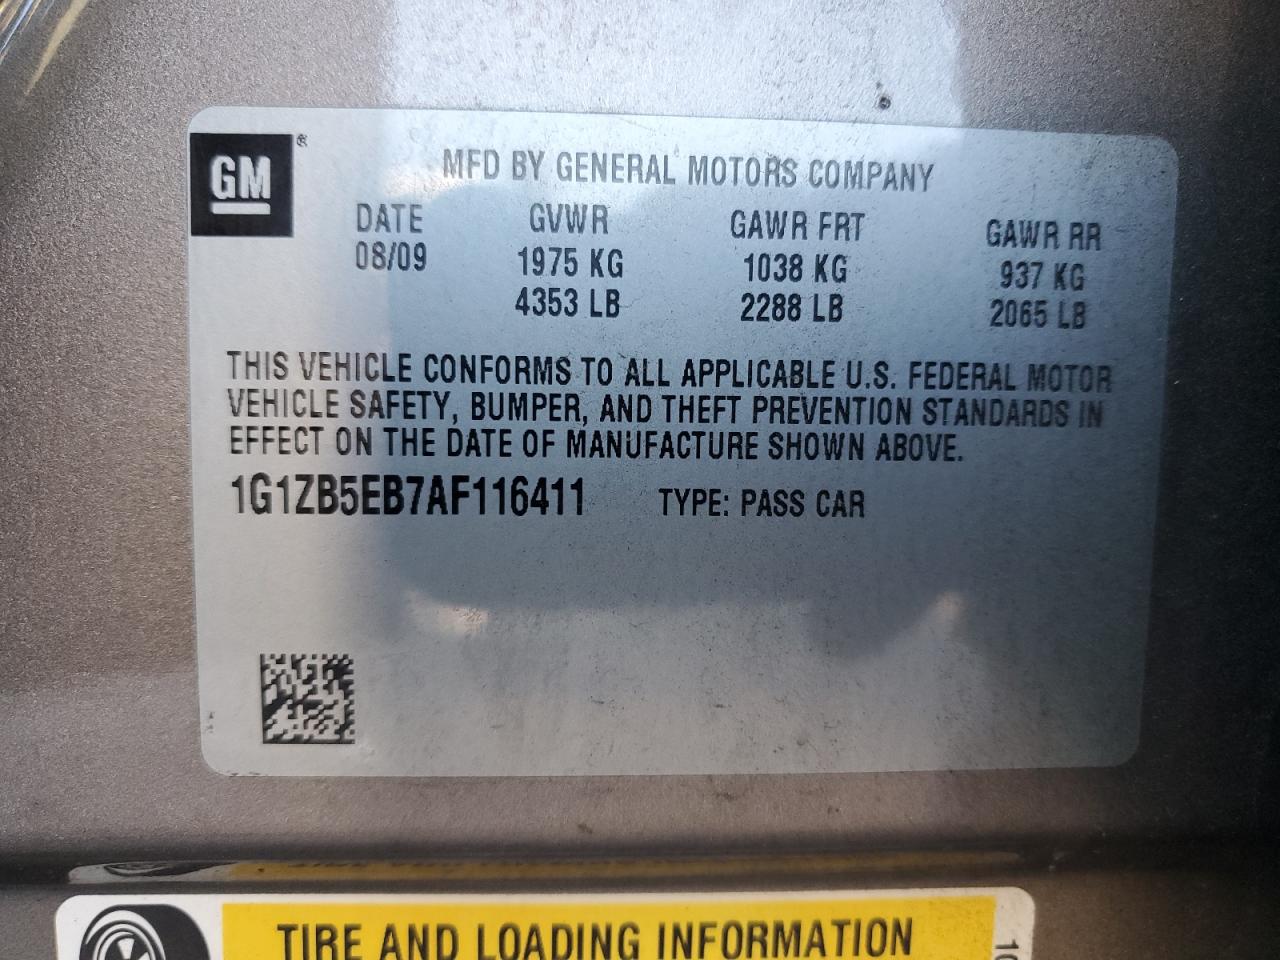 GM ®
MFD BY GENERAL MOTORS COMPANY
DATE GVWR GAWR FRT GAWR RR
08/09 1975 KG 1038 KG 937 KG
4353 LB 2288 LB 2065 LB
THIS VEHICLE CONFORMS TO ALL APPLICABLE U.S. FEDERAL MOTOR
VEHICLE SAFETY, BUMPER, AND THEFT PREVENTION STANDARDS IN
EFFECT ON THE DATE OF MANUFACTURE SHOWN ABOVE.
1G1ZB5EB7AF116411 TYPE: PASS CAR
TIRE AND LOADING INFORMATION